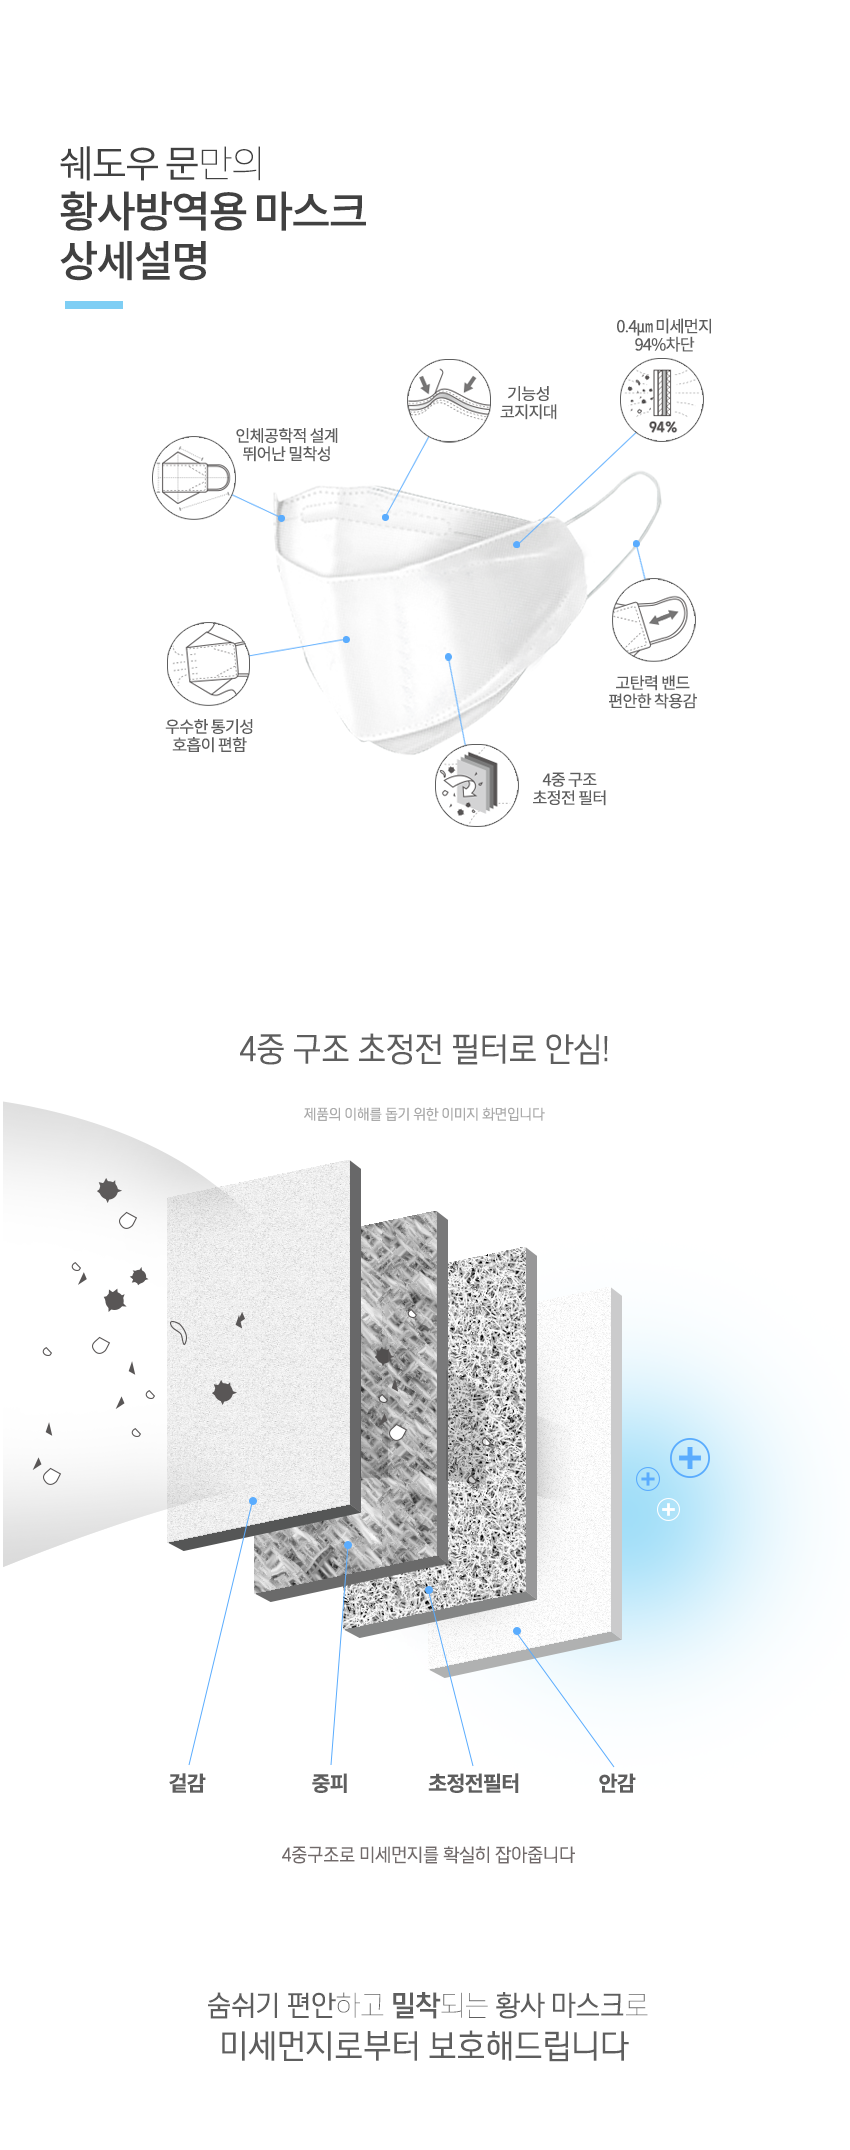 쉐도우 문만의
황사방역용 마스크
상세설명
0.4㎛ 미세먼지
94%차단
94%
기능성
코지지대
인체공학적 설계
뛰어난 밀착성
고탄력 밴드
편안한 착용감
우수한 통기성
호흡이 편함
4중 구조
초정전 필터
4중 구조 초정전 필터로 안심!
제품의 이해를 돕기 위한 이미지 화면입니다
겉감
중피
초정전필터
안감
4중구조로 미세먼지를 확실히 잡아줍니다
숨쉬기 편안하고 밀착되는 황사 마스크로
미세먼지로부터 보호해드립니다